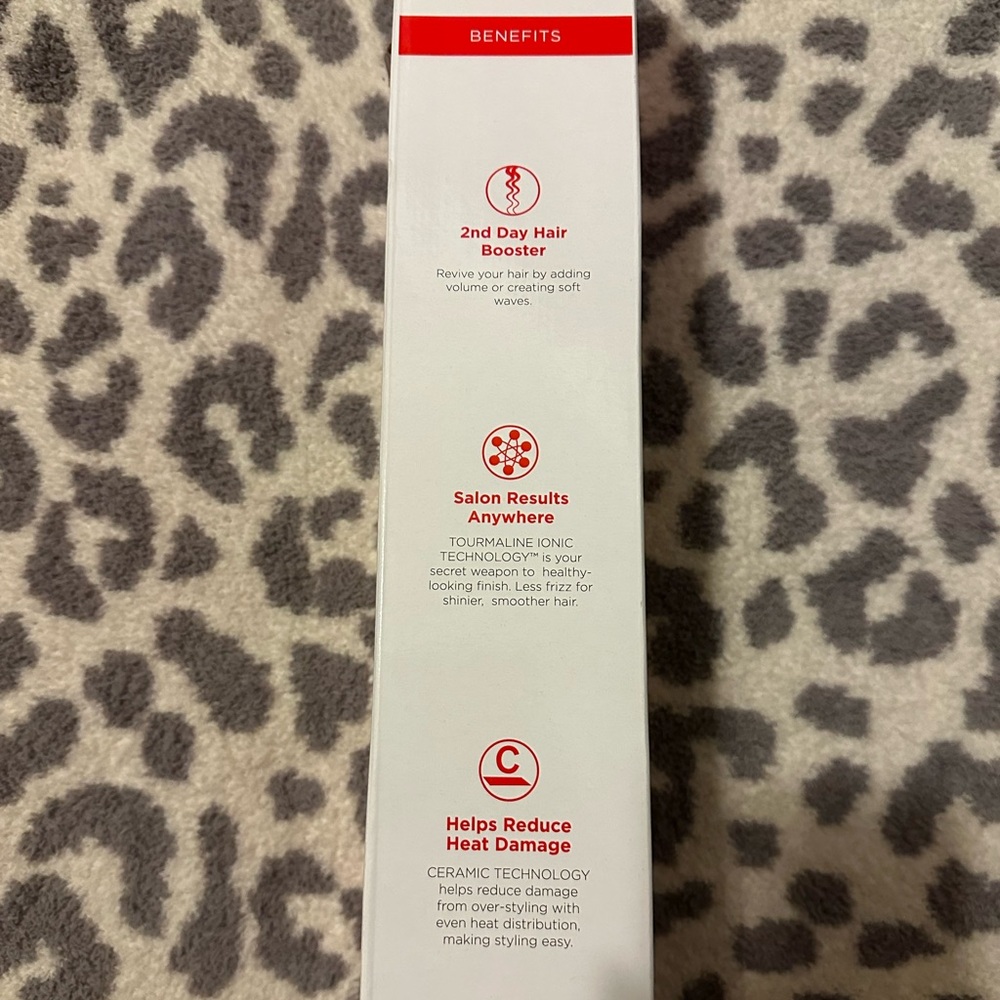 BENEFITS
2nd Day Hair
Booster
Revive your hair by adding
volume or creating soft
waves.
Salon Results
Anywhere
TOURMALINE IONIC
TECHNOLOGY™ is your
secret weapon to healthy-
looking finish. Less frizz for
shinier, smoother hair.
C
Helps Reduce
Heat Damage
CERAMIC TECHNOLOGY
helps reduce damage
from over-styling with
even heat distribution,
making styling easy.